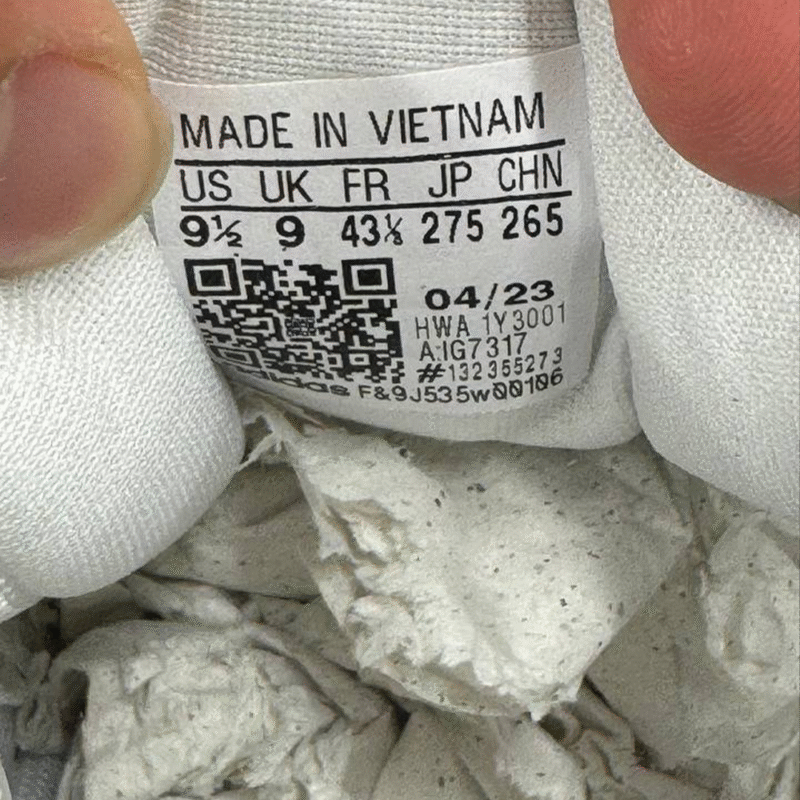 MADE IN VIETNAM
US UK FR JP CHN
9½ 9 43⅓ 275 265
04/23
HWA 1Y3001
A:IG7317
#132355273
adidas F&9J535w00106